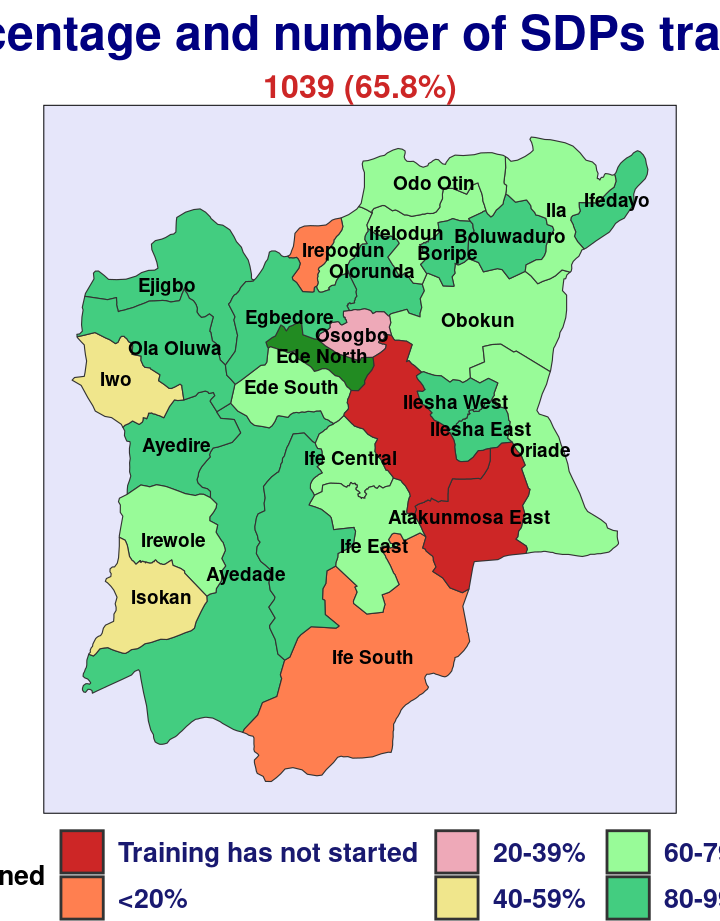 centage and number of SDPs tra
1039 (65.8%)
Odo Otin
Ila
Ifedayo
Ifelodun
Boluwaduro
Irepodun
Boripe
Olorunda
Ejigbo
Egbedore
Obokun
Osogbo
Ola Oluwa
Ede North
Iwo
Ede South
Ilesha West
Ilesha East
Ayedire
Oriade
Ife Central
Atakunmosa East
Irewole
Ife East
Ayedade
Isokan
Ife South
Training has not started
20-39%
60-79
ned
<20%
40-59%
80-99